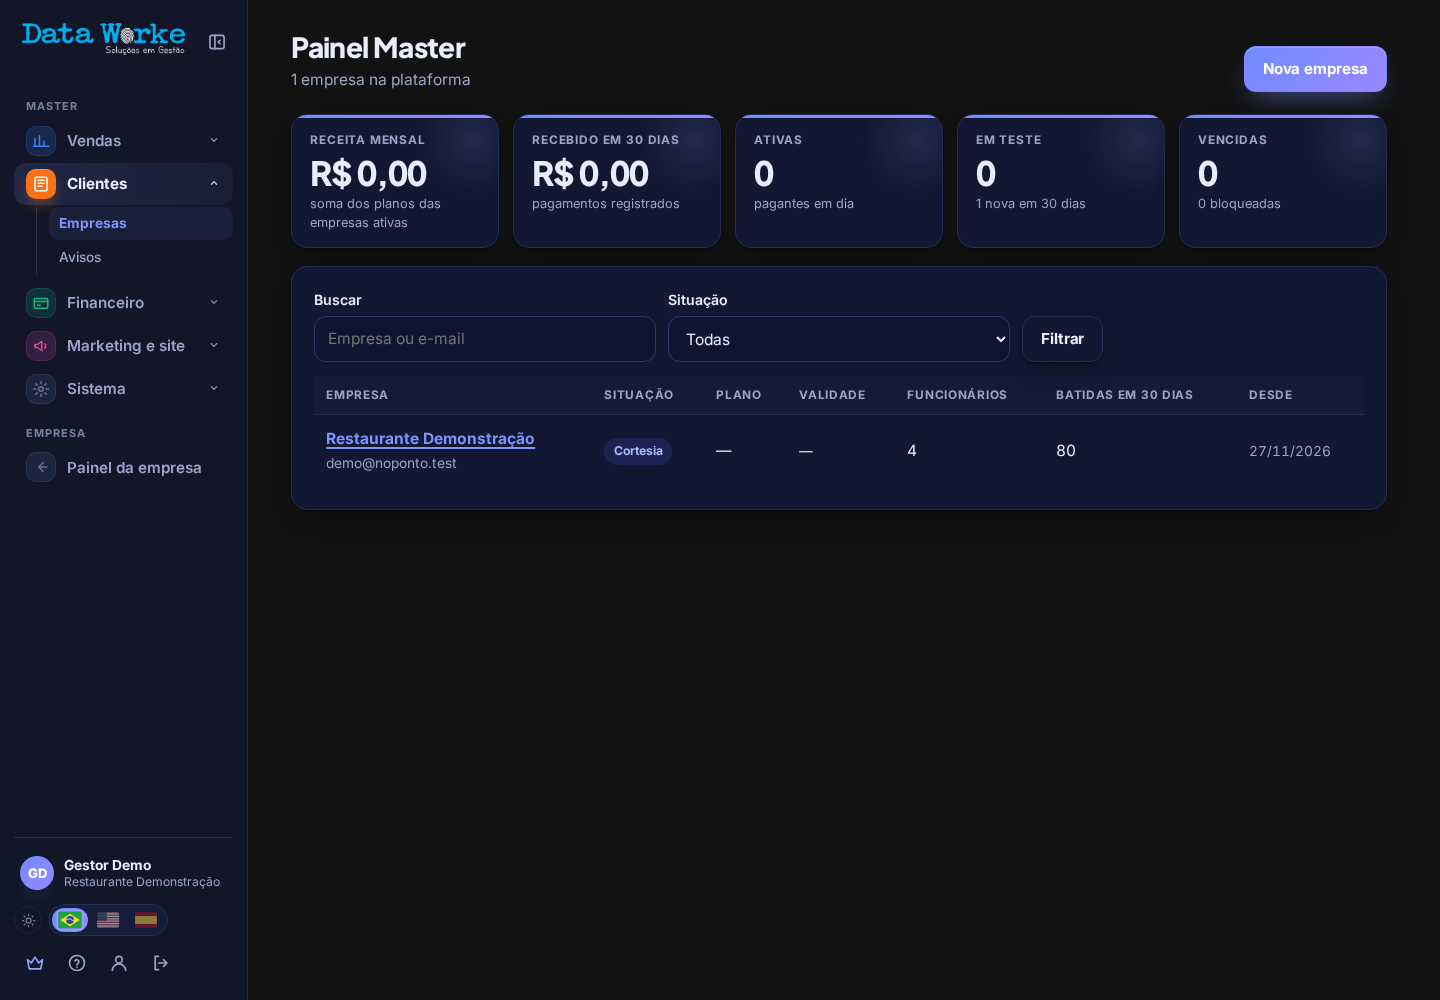 Data Worke
Soluções em Gestão
MASTER
Vendas
Clientes
Empresas
Avisos
Financeiro
Marketing e site
Sistema
EMPRESA
Painel da empresa
GD
Gestor Demo
Restaurante Demonstração
Painel Master
1 empresa na plataforma
Nova empresa
RECEITA MENSAL
R$ 0,00
soma dos planos das
empresas ativas
RECEBIDO EM 30 DIAS
R$ 0,00
pagamentos registrados
ATIVAS
0
pagantes em dia
EM TESTE
0
1 nova em 30 dias
VENCIDAS
0
0 bloqueadas
Buscar
Empresa ou e-mail
Situação
Todas
Filtrar
EMPRESA SITUAÇÃO PLANO VALIDADE FUNCIONÁRIOS BATIDAS EM 30 DIAS DESDE
Restaurante Demonstração
demo@noponto.test
Cortesia — — 4 80 27/11/2026